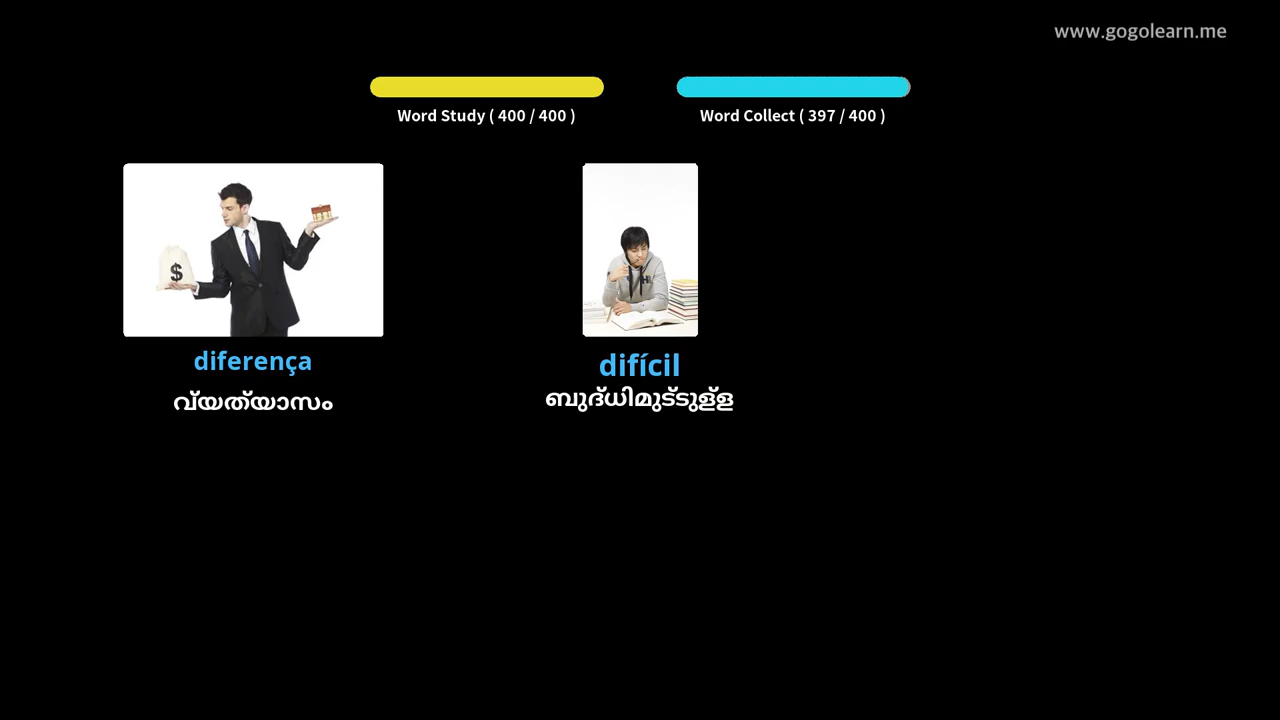 www.gogolearn.me
Word Study ( 400 / 400 )
Word Collect ( 397 / 400 )
$
diferença
വ്യത്യാസം
difícil
ബുദ്ധിമുട്ടുള്ള